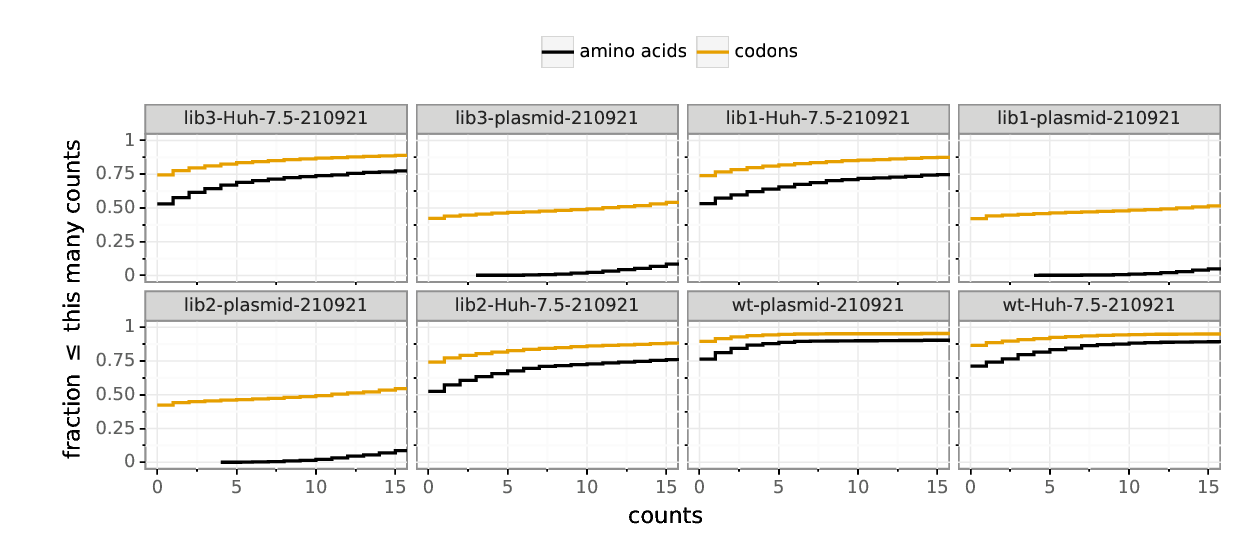 amino acids codons
lib3-Huh-7.5-210921 lib3-plasmid-210921 lib1-Huh-7.5-210921 lib1-plasmid-210921
1
0.75
0.50
0.25
0
lib2-plasmid-210921 lib2-Huh-7.5-210921 wt-plasmid-210921 wt-Huh-7.5-210921
1
0.75
0.50
0.25
0
0 5 10 15 0 5 10 15 0 5 10 15 0 5 10 15
counts
fraction ≤ this many counts